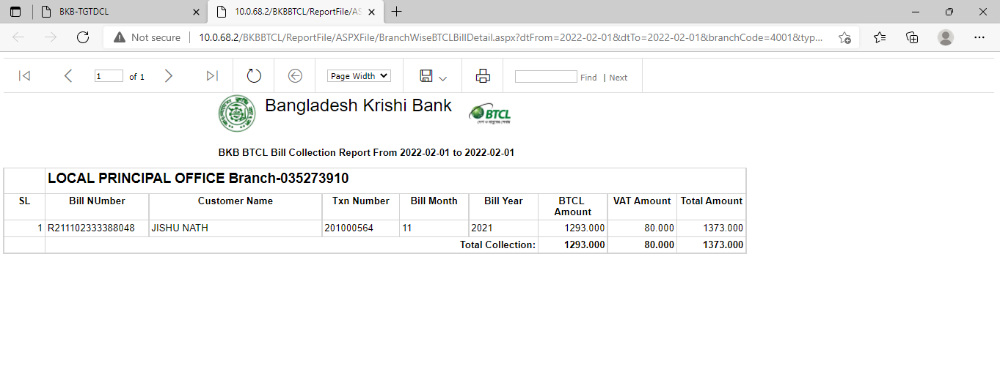 BKB-TGTDCL
10.0.68.2/BKBBTCL/ReportFile/AS
Not secure | 10.0.68.2/BKBBTCL/ReportFile/ASPXFile/BranchWiseBTCLBillDetail.aspx?dtFrom=2022-02-01&dtTo=2022-02-01&branchCode=4001&typ...
1 of 1 Page Width Find | Next
Bangladesh Krishi Bank BTCL
BKB BTCL Bill Collection Report From 2022-02-01 to 2022-02-01
LOCAL PRINCIPAL OFFICE Branch-035273910
SL Bill NUmber Customer Name Txn Number Bill Month Bill Year BTCL Amount VAT Amount Total Amount
1 R211102333388048 JISHU NATH 201000564 11 2021 1293.000 80.000 1373.000
Total Collection: 1293.000 80.000 1373.000